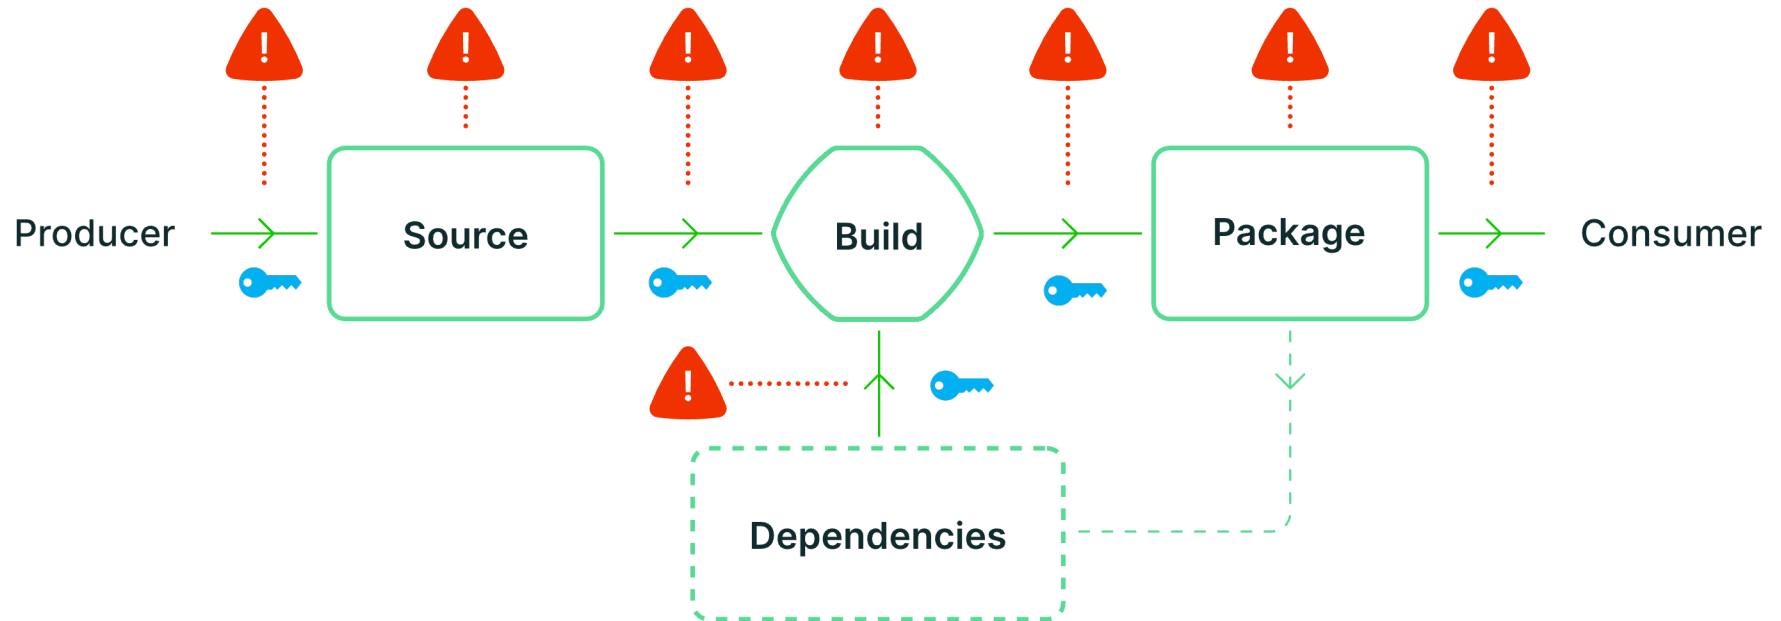 Producer
Source
Build
Package
Consumer
Dependencies